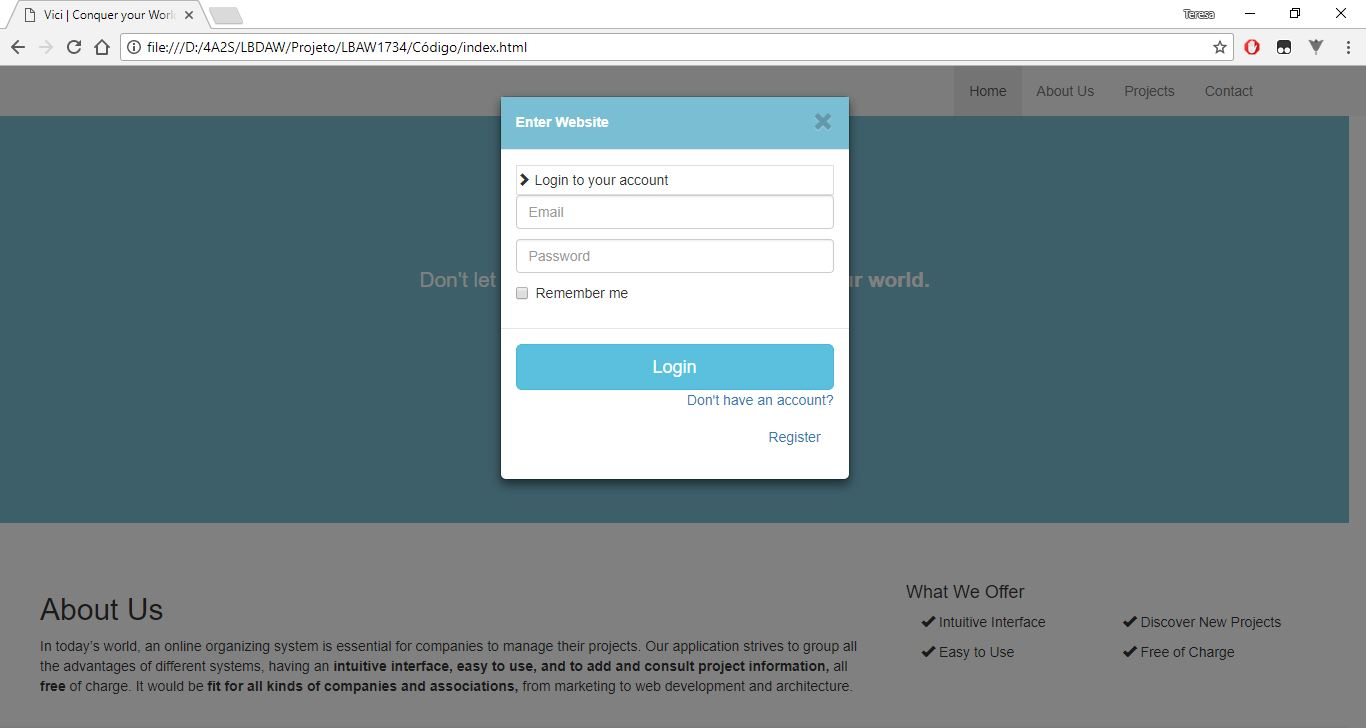 Vici | Conquer your Worl
Teresa
file:///D:/4A2S/LBDAW/Projeto/LBAW1734/Código/index.html
Home About Us Projects Contact
Enter Website
Login to your account
Email
Password
Don't let
r world.
Remember me
Login
Don't have an account?
Register
About Us
In today's world, an online organizing system is essential for companies to manage their projects. Our application strives to group all
the advantages of different systems, having an intuitive interface, easy to use, and to add and consult project information, all
free of charge. It would be fit for all kinds of companies and associations, from marketing to web development and architecture.
What We Offer
Intuitive Interface
Discover New Projects
Easy to Use
Free of Charge